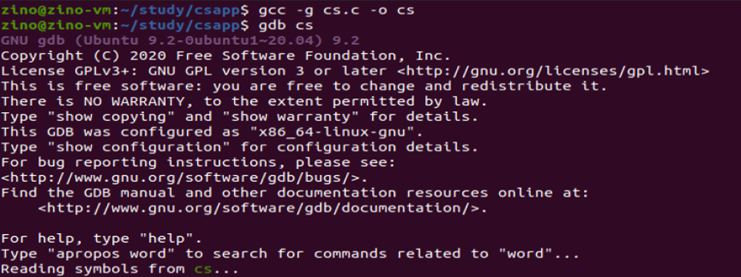 zino@zino-vm:~/study/csapp$ gcc -g cs.c -o cs
zino@zino-vm:~/study/csapp$ gdb cs
GNU gdb (Ubuntu 9.2-0ubuntu1~20.04) 9.2
Copyright (C) 2020 Free Software Foundation, Inc.
License GPLv3+: GNU GPL version 3 or later <http://gnu.org/licenses/gpl.html>
This is free software: you are free to change and redistribute it.
There is NO WARRANTY, to the extent permitted by law.
Type "show copying" and "show warranty" for details.
This GDB was configured as "x86_64-linux-gnu".
Type "show configuration" for configuration details.
For bug reporting instructions, please see:
<http://www.gnu.org/software/gdb/bugs/>.
Find the GDB manual and other documentation resources online at:
    <http://www.gnu.org/software/gdb/documentation/>.
For help, type "help".
Type "apropos word" to search for commands related to "word"...
Reading symbols from cs...